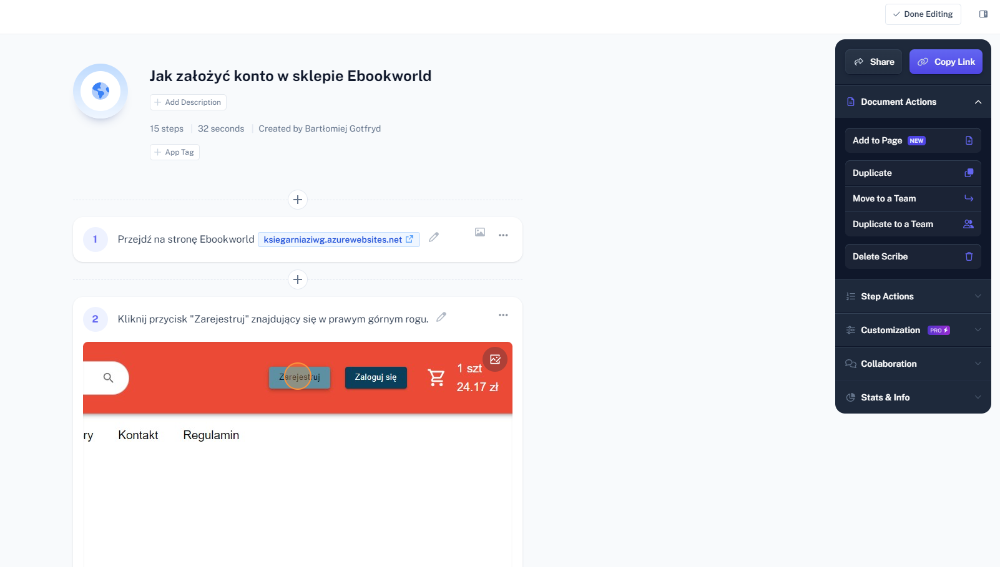 Done Editing
Jak założyć konto w sklepie Ebookworld
Add Description
15 steps
32 seconds
Created by Bartłomiej Gotfryd
App Tag
1
Przejdź na stronę Ebookworld ksiegarniaziwg.azurewebsites.net
2
Kliknij przycisk "Zarejestruj" znajdujący się w prawym górnym rogu.
Zarejestruj
Zaloguj się
1 szt
24.17 zł
ry
Kontakt
Regulamin
Share
Copy Link
Document Actions
Add to Page NEW
Duplicate
Move to a Team
Duplicate to a Team
Delete Scribe
Step Actions
Customization PRO
Collaboration
Stats & Info